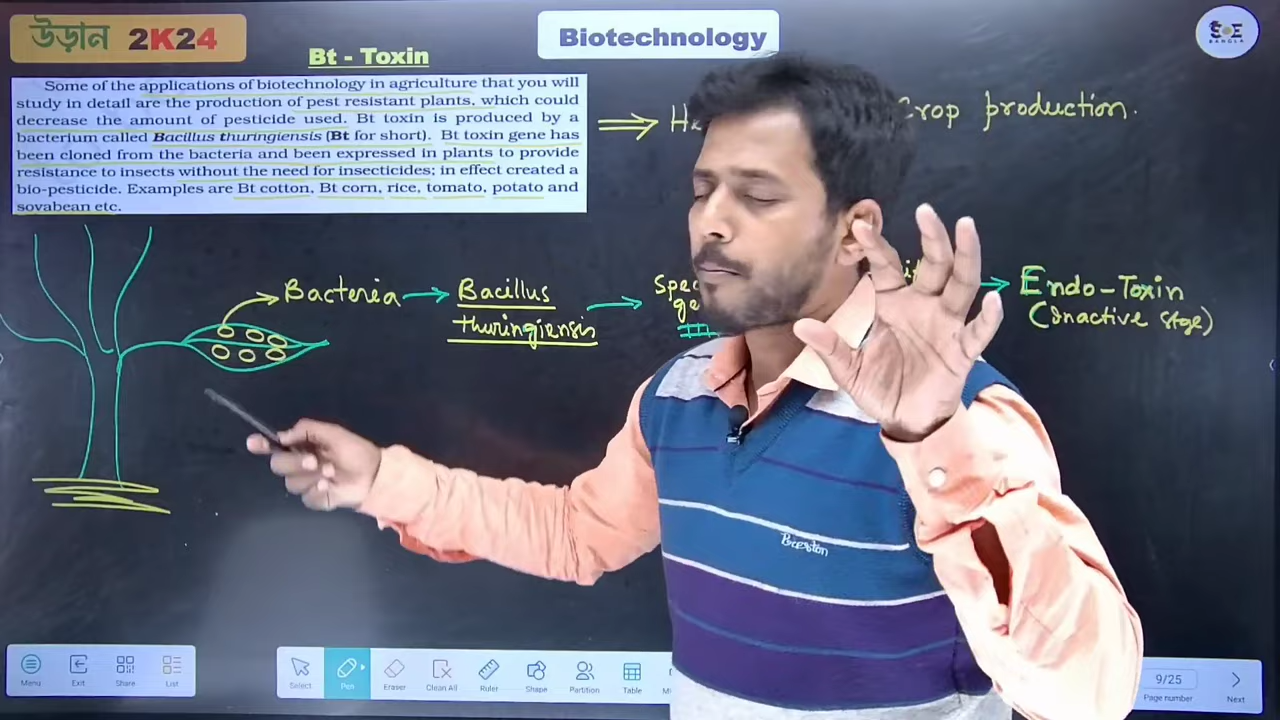 উড়ান 2K24
Biotechnology
SOE
BANGLA
Bt - Toxin
Some of the applications of biotechnology in agriculture that you will
study in detail are the production of pest resistant plants, which could
decrease the amount of pesticide used. Bt toxin is produced by a
bacterium called Bacillus thuringiensis (Bt for short). Bt toxin gene has
been cloned from the bacteria and been expressed in plants to provide
resistance to insects without the need for insecticides; in effect created a
bio-pesticide. Examples are Bt cotton, Bt corn, rice, tomato, potato and
sovabean etc.
Crop production.
Bacteria
Bacillus
thuringiensis
Endo-Toxin
(Inactive stge)
Menu
Exit
Share
List
Select
Pen
Eraser
Clean All
Ruler
Shape
Partition
Table
9/25
Page number
Next